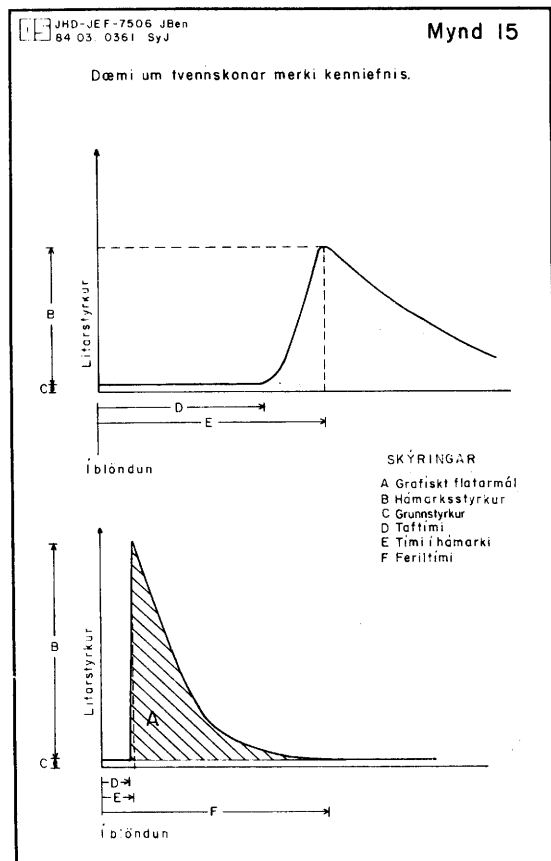 JHD-JEF-7506 JBen
84 03. 0361 SyJ
Mynd 15
Dæmi um tvennskonar merki kenniefnis.
Litarstyrkur
B
C
D
E
Íblöndun
SKÝRINGAR
A Grafískt flatarmál
B Hámarksstyrkur
C Grunnstyrkur
D Taftími
E Tími í hámarki
F Feriltími
Litarstyrkur
B
A
C
D
E
F
Íblöndun